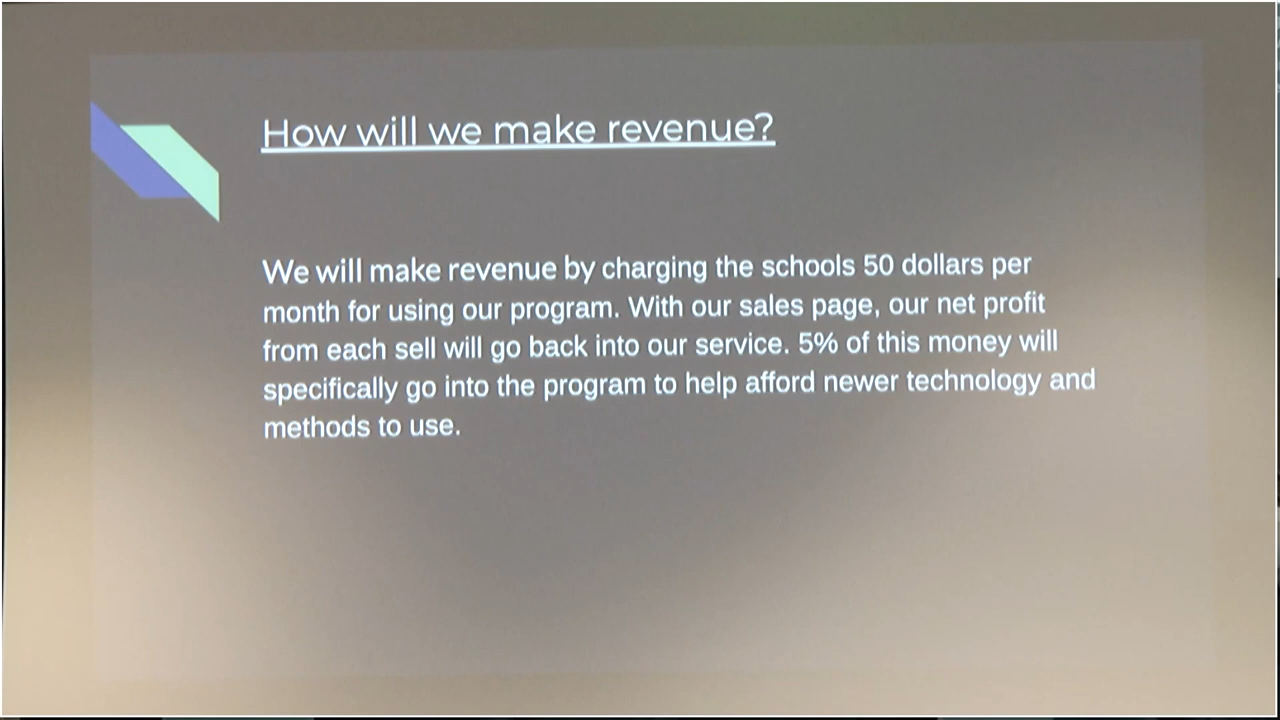 How will we make revenue?
We will make revenue by charging the schools 50 dollars per
month for using our program. With our sales page, our net profit
from each sell will go back into our service. 5% of this money will
specifically go into the program to help afford newer technology and
methods to use.